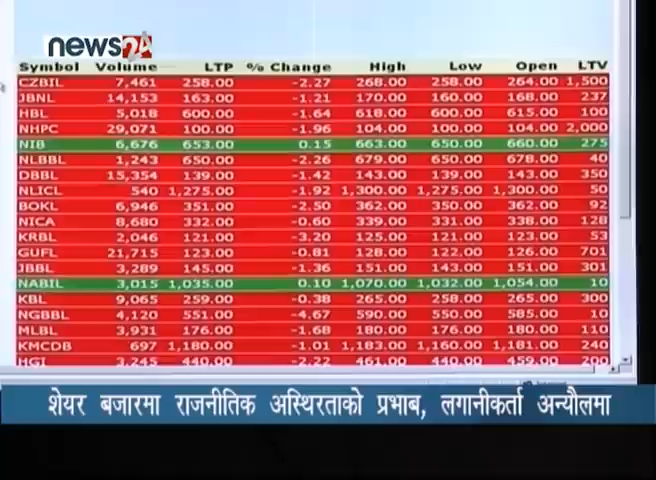 news24
Symbol Volume LTP % Change High Low Open LTV
CZBIL 7,461 258.00 -2.27 268.00 258.00 264.00 1,500
JBNL 14,153 163.00 -1.21 170.00 160.00 168.00 237
HBL 5,018 600.00 -1.64 618.00 600.00 615.00 100
NHPC 29,071 100.00 -1.96 104.00 100.00 104.00 2,000
NIB 6,676 653.00 0.15 663.00 650.00 660.00 275
NLBBL 1,243 650.00 -2.26 679.00 650.00 678.00 40
DBBL 15,354 139.00 -1.42 143.00 139.00 143.00 350
NLICL 540 1,275.00 -1.92 1,300.00 1,275.00 1,300.00 50
BOKL 6,946 351.00 -2.50 362.00 350.00 362.00 92
NICA 8,680 332.00 -0.60 339.00 331.00 338.00 128
KRBL 2,046 121.00 -3.20 125.00 121.00 123.00 53
GUFL 21,715 123.00 -0.81 128.00 122.00 126.00 701
JBBL 3,289 145.00 -1.36 151.00 143.00 151.00 301
NABIL 3,015 1,035.00 0.10 1,070.00 1,032.00 1,054.00 10
KBL 9,065 259.00 -0.38 265.00 258.00 265.00 300
NGBBL 4,120 551.00 -4.67 590.00 550.00 585.00 10
MLBL 3,931 176.00 -1.68 180.00 176.00 180.00 110
KMCDB 697 1,180.00 -1.01 1,183.00 1,160.00 1,181.00 240
HGI 3,245 440.00 -2.22 461.00 440.00 459.00 200
शेयर बजारमा राजनीतिक अस्थिरताको प्रभाब, लगानीकर्ता अन्यौलमा